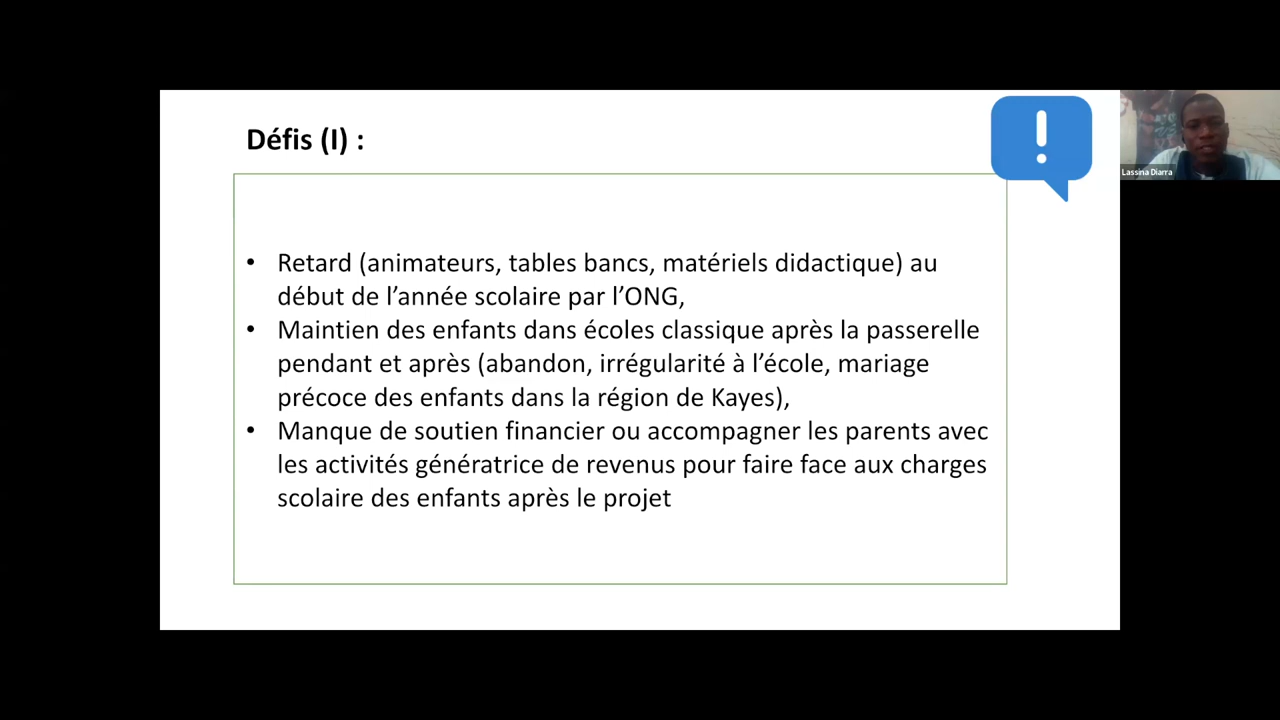 Défis (I) :
• Retard (animateurs, tables bancs, matériels didactique) au
début de l’année scolaire par l’ONG,
• Maintien des enfants dans écoles classique après la passerelle
pendant et après (abandon, irrégularité à l’école, mariage
précoce des enfants dans la région de Kayes),
• Manque de soutien financier ou accompagner les parents avec
les activités génératrice de revenus pour faire face aux charges
scolaire des enfants après le projet
Lassina Diarra